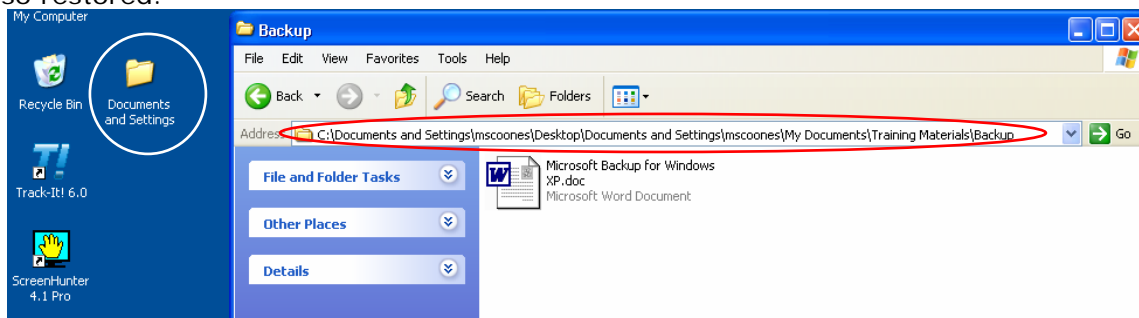 so restored.
My Computer
Recycle Bin
Documents
and Settings
Track-It! 6.0
ScreenHunter
4.1 Pro
Backup
File Edit View Favorites Tools Help
Back Search Folders
Address C:\Documents and Settings\mscoones\Desktop\Documents and Settings\mscoones\My Documents\Training Materials\Backup Go
File and Folder Tasks
Other Places
Details
Microsoft Backup for Windows
XP.doc
Microsoft Word Document